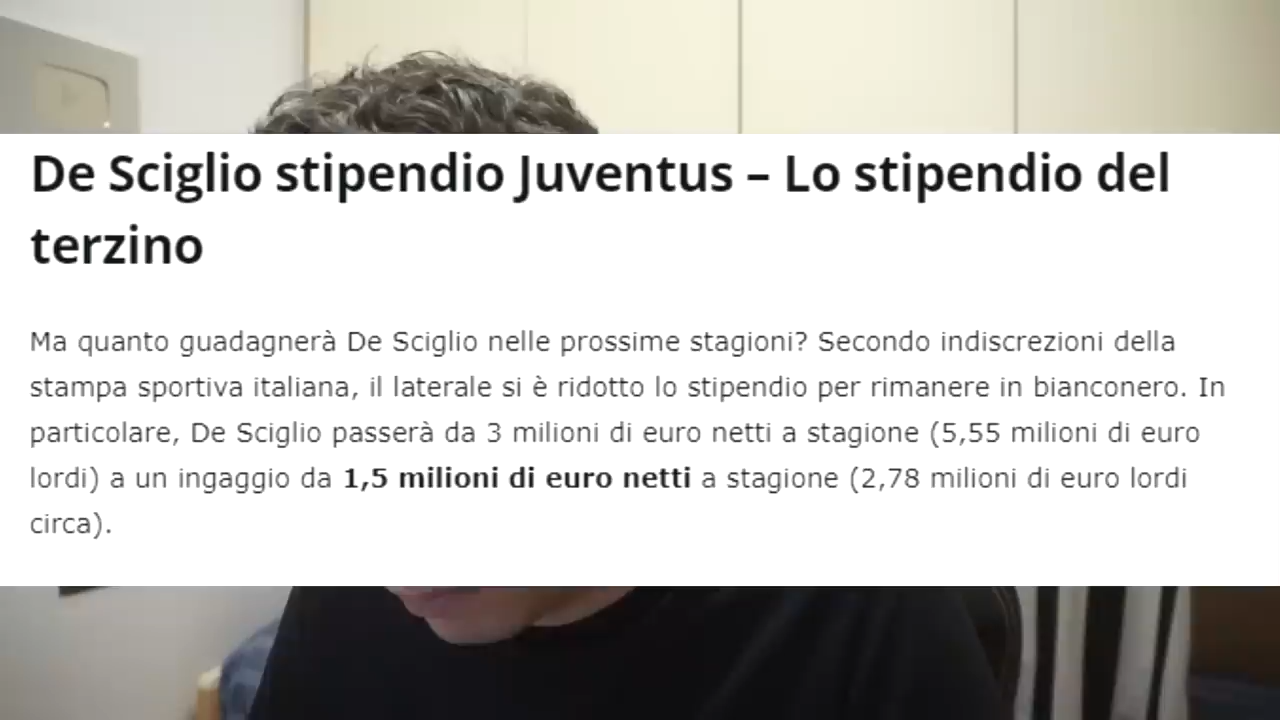 De Sciglio stipendio Juventus – Lo stipendio del
terzino
Ma quanto guadagnerà De Sciglio nelle prossime stagioni? Secondo indiscrezioni della
stampa sportiva italiana, il laterale si è ridotto lo stipendio per rimanere in bianconero. In
particolare, De Sciglio passerà da 3 milioni di euro netti a stagione (5,55 milioni di euro
lordi) a un ingaggio da 1,5 milioni di euro netti a stagione (2,78 milioni di euro lordi
circa).